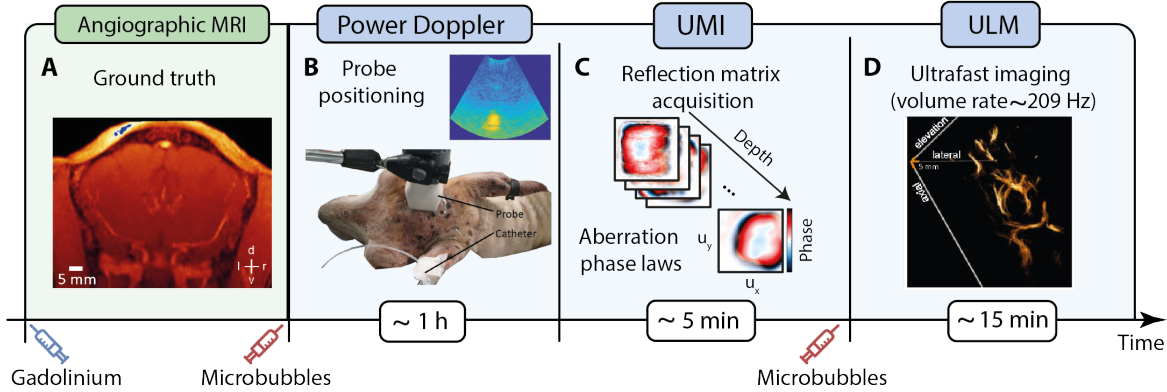 Angiographic MRI
Power Doppler
UMI
ULM
A
Ground truth
5 mm
d
l r
v
B
Probe
positioning
Probe
Catheter
C
Reflection matrix
acquisition
Depth
...
Aberration
phase laws
u_y
u_x
Phase
D
Ultrafast imaging
(volume rate~209 Hz)
elevation
lateral
5 mm
axial
~ 1 h
~ 5 min
~ 15 min
Time
Gadolinium
Microbubbles
Microbubbles